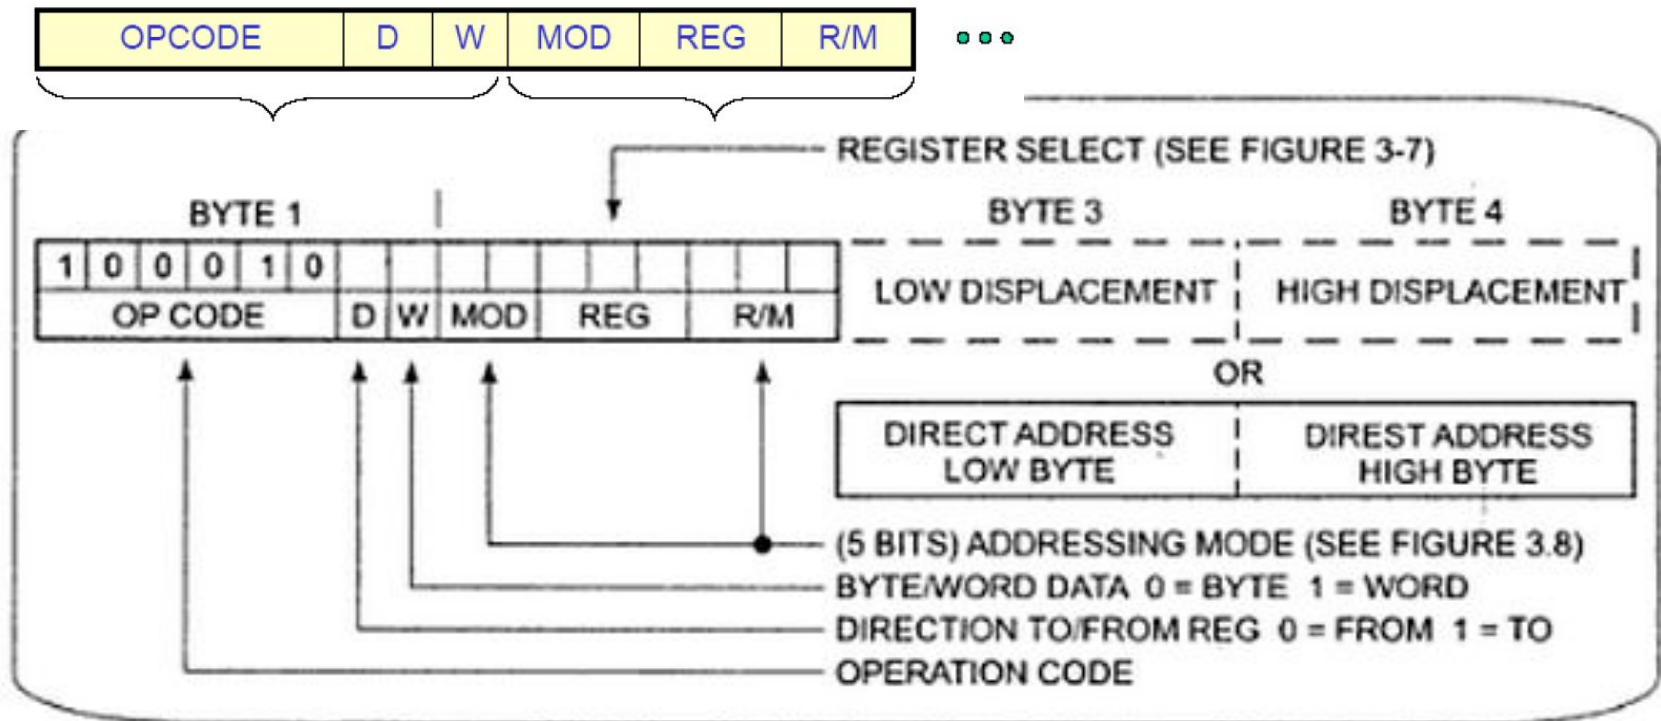 OPCODE D W MOD REG R/M
REGISTER SELECT (SEE FIGURE 3-7)
BYTE 1 BYTE 3 BYTE 4
1 0 0 0 1 0
OP CODE D W MOD REG R/M
LOW DISPLACEMENT HIGH DISPLACEMENT
OR
DIRECT ADDRESS DIREST ADDRESS
LOW BYTE HIGH BYTE
(5 BITS) ADDRESSING MODE (SEE FIGURE 3.8)
BYTE/WORD DATA 0 = BYTE 1 = WORD
DIRECTION TO/FROM REG 0 = FROM 1 = TO
OPERATION CODE